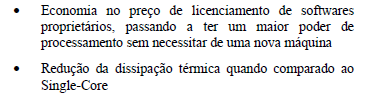 • Economia no preço de licenciamento de softwares
proprietários, passando a ter um maior poder de
processamento sem necessitar de uma nova máquina
• Redução da dissipação térmica quando comparado ao
Single-Core